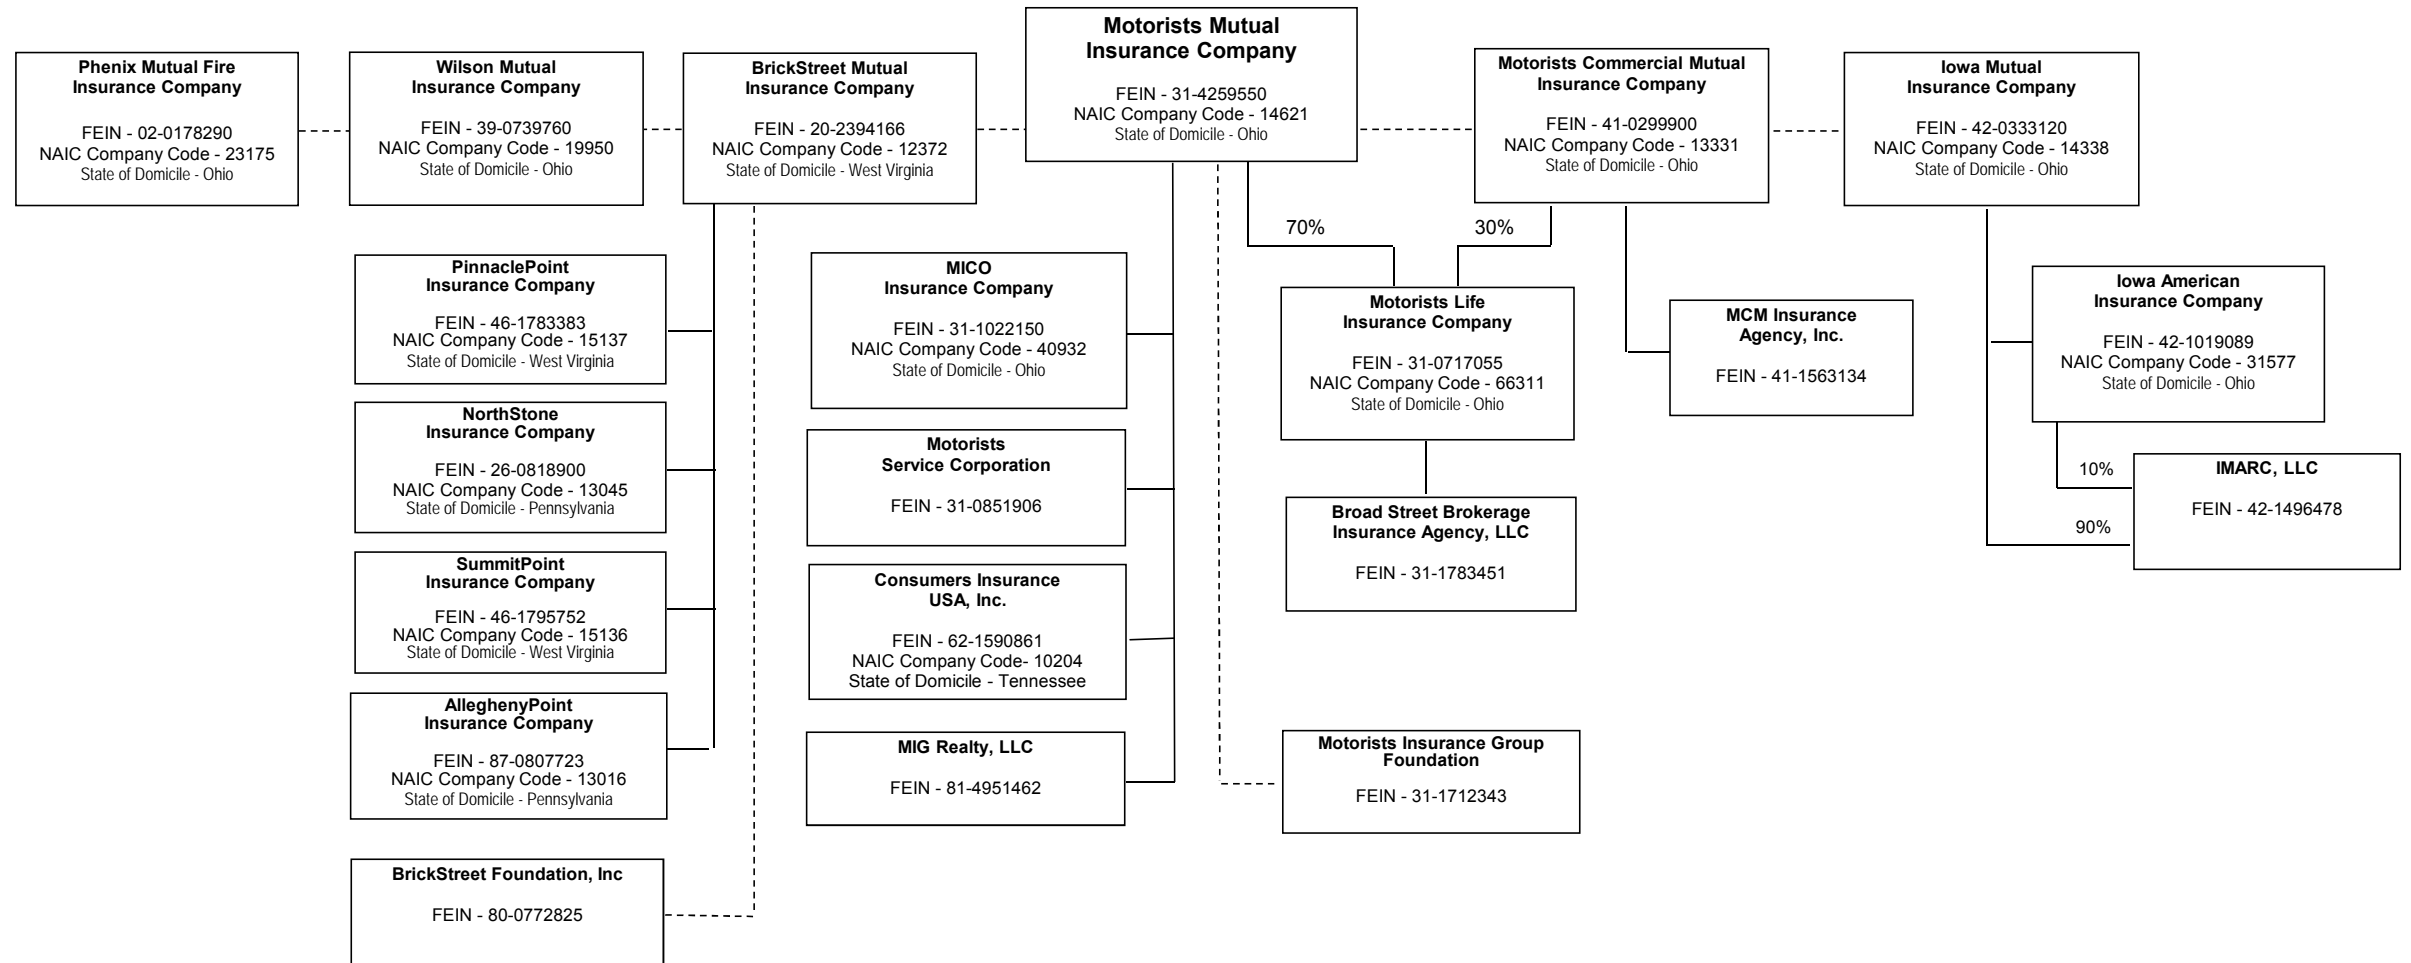 Motorists Mutual
Insurance Company
FEIN - 31-4259550
NAIC Company Code - 14621
State of Domicile - Ohio
Phenix Mutual Fire
Insurance Company
FEIN - 02-0178290
NAIC Company Code - 23175
State of Domicile - Ohio
Wilson Mutual
Insurance Company
FEIN - 39-0739760
NAIC Company Code - 19950
State of Domicile - Ohio
BrickStreet Mutual
Insurance Company
FEIN - 20-2394166
NAIC Company Code - 12372
State of Domicile - West Virginia
Motorists Commercial Mutual
Insurance Company
FEIN - 41-0299900
NAIC Company Code - 13331
State of Domicile - Ohio
Iowa Mutual
Insurance Company
FEIN - 42-0333120
NAIC Company Code - 14338
State of Domicile - Ohio
70%
30%
PinnaclePoint
Insurance Company
FEIN - 46-1783383
NAIC Company Code - 15137
State of Domicile - West Virginia
NorthStone
Insurance Company
FEIN - 26-0818900
NAIC Company Code - 13045
State of Domicile - Pennsylvania
SummitPoint
Insurance Company
FEIN - 46-1795752
NAIC Company Code - 15136
State of Domicile - West Virginia
AlleghenyPoint
Insurance Company
FEIN - 87-0807723
NAIC Company Code - 13016
State of Domicile - Pennsylvania
BrickStreet Foundation, Inc
FEIN - 80-0772825
MICO
Insurance Company
FEIN - 31-1022150
NAIC Company Code - 40932
State of Domicile - Ohio
Motorists
Service Corporation
FEIN - 31-0851906
Consumers Insurance
USA, Inc.
FEIN - 62-1590861
NAIC Company Code- 10204
State of Domicile - Tennessee
MIG Realty, LLC
FEIN - 81-4951462
Motorists Life
Insurance Company
FEIN - 31-0717055
NAIC Company Code - 66311
State of Domicile - Ohio
Broad Street Brokerage
Insurance Agency, LLC
FEIN - 31-1783451
Motorists Insurance Group
Foundation
FEIN - 31-1712343
MCM Insurance
Agency, Inc.
FEIN - 41-1563134
Iowa American
Insurance Company
FEIN - 42-1019089
NAIC Company Code - 31577
State of Domicile - Ohio
10%
90%
IMARC, LLC
FEIN - 42-1496478